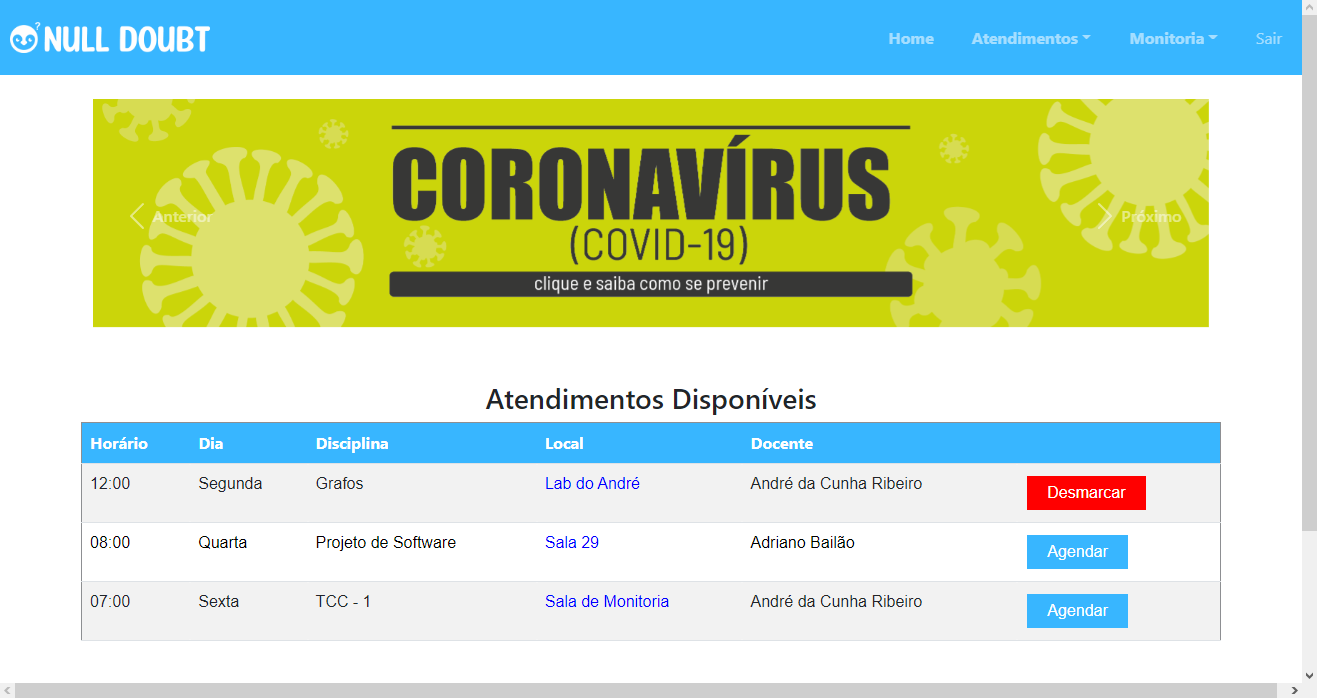 ? NULL DOUBT Home Atendimentos Monitoria Sair
CORONAVÍRUS
Anterior Próximo
(COVID-19)
clique e saiba como se prevenir
Atendimentos Disponíveis
Horário Dia Disciplina Local Docente
12:00 Segunda Grafos Lab do André André da Cunha Ribeiro Desmarcar
08:00 Quarta Projeto de Software Sala 29 Adriano Bailão Agendar
07:00 Sexta TCC - 1 Sala de Monitoria André da Cunha Ribeiro Agendar